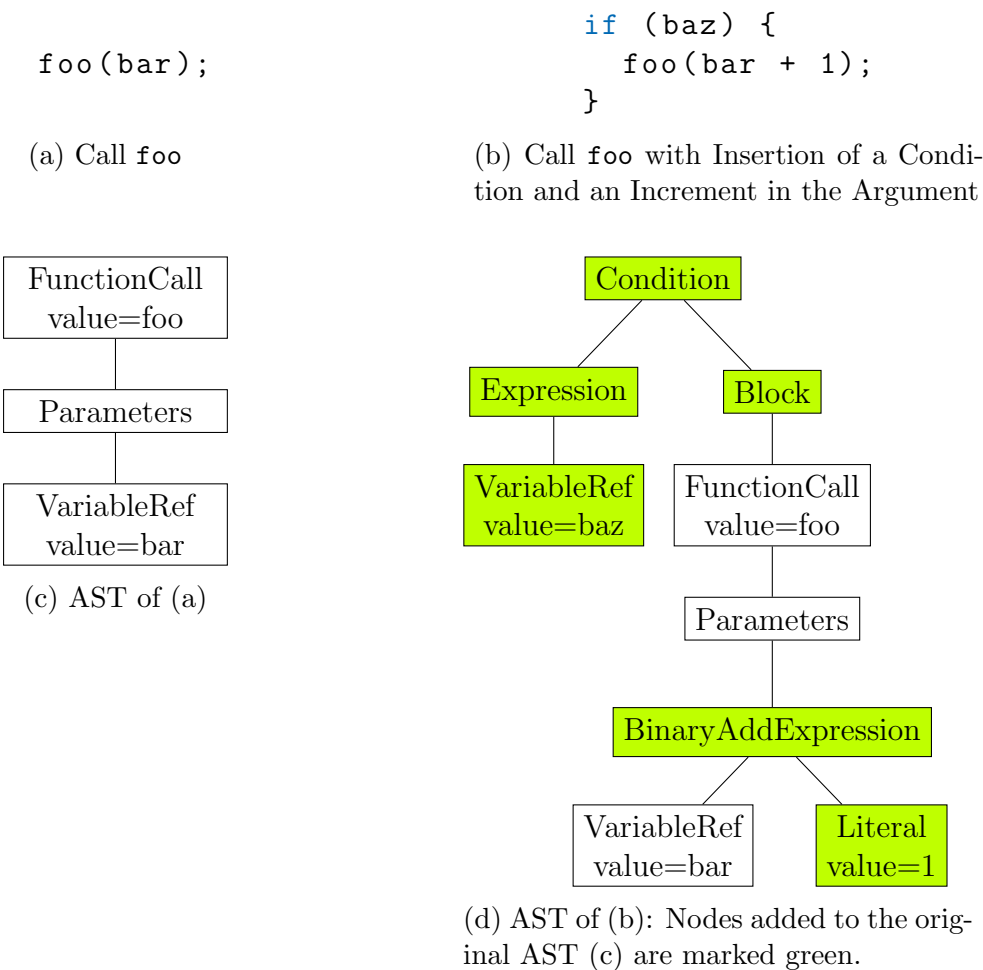 foo(bar);
(a) Call foo
if (baz) {
foo(bar + 1);
}
(b) Call foo with Insertion of a Condi-
tion and an Increment in the Argument
FunctionCall
value=foo
Parameters
VariableRef
value=bar
(c) AST of (a)
Condition
Expression
Block
VariableRef
value=baz
FunctionCall
value=foo
Parameters
BinaryAddExpression
VariableRef
value=bar
Literal
value=1
(d) AST of (b): Nodes added to the orig-
inal AST (c) are marked green.